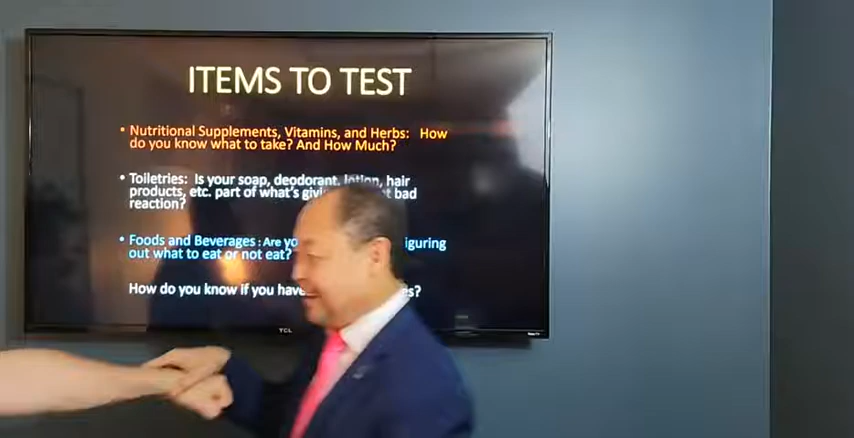 ITEMS TO TEST
• Nutritional Supplements, Vitamins, and Herbs: How
do you know what to take? And How Much?
• Toiletries: Is your soap, deodorant, lotion, hair
products, etc. part of what's bad
reaction?
• Foods and Beverages: Are
out what to eat or not eat?
How do you know if you have
TCL